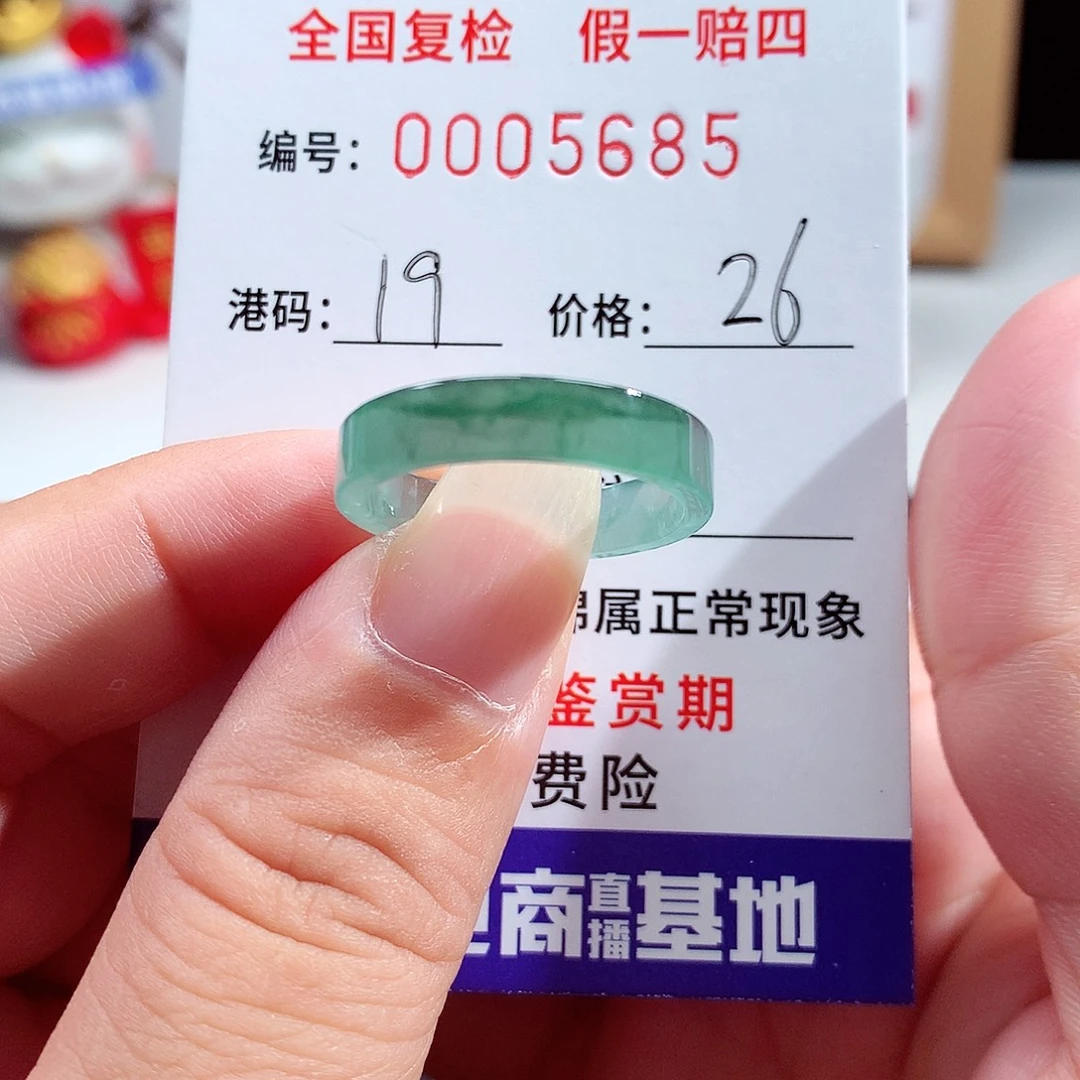 全国复检 假一赔四
编号：0005685
港码：19 价格：26
属正常现象
鉴赏期
费险
商直播基地